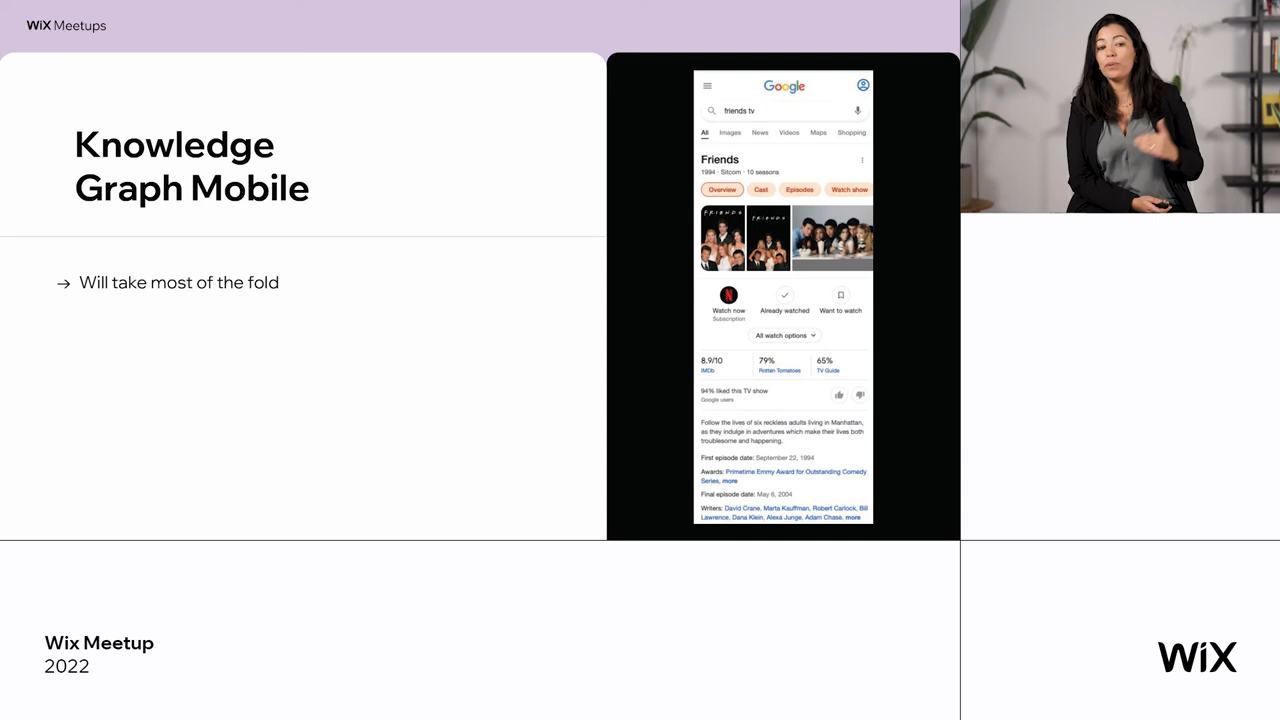 WiX Meetups
Knowledge
Graph Mobile
→ Will take most of the fold
Google
friends tv
All Images News Videos Maps Shopping
Friends
1994 · Sitcom · 10 seasons
Overview Cast Episodes Watch show
FRIENDS FRIENDS
N
Watch now Already watched Want to watch
Subscription
All watch options
8.9/10 79% 65%
IMDb Rotten Tomatoes TV Guide
94% liked this TV show
Google users
Follow the lives of six reckless adults living in Manhattan,
as they indulge in adventures which make their lives both
troublesome and happening.
First episode date: September 22, 1994
Awards: Primetime Emmy Award for Outstanding Comedy
Series, more
Final episode date: May 6, 2004
Writers: David Crane, Marta Kauffman, Robert Carlock, Bill
Lawrence, Dana Klein, Alexa Junge, Adam Chase, more
Wix Meetup
2022
WiX